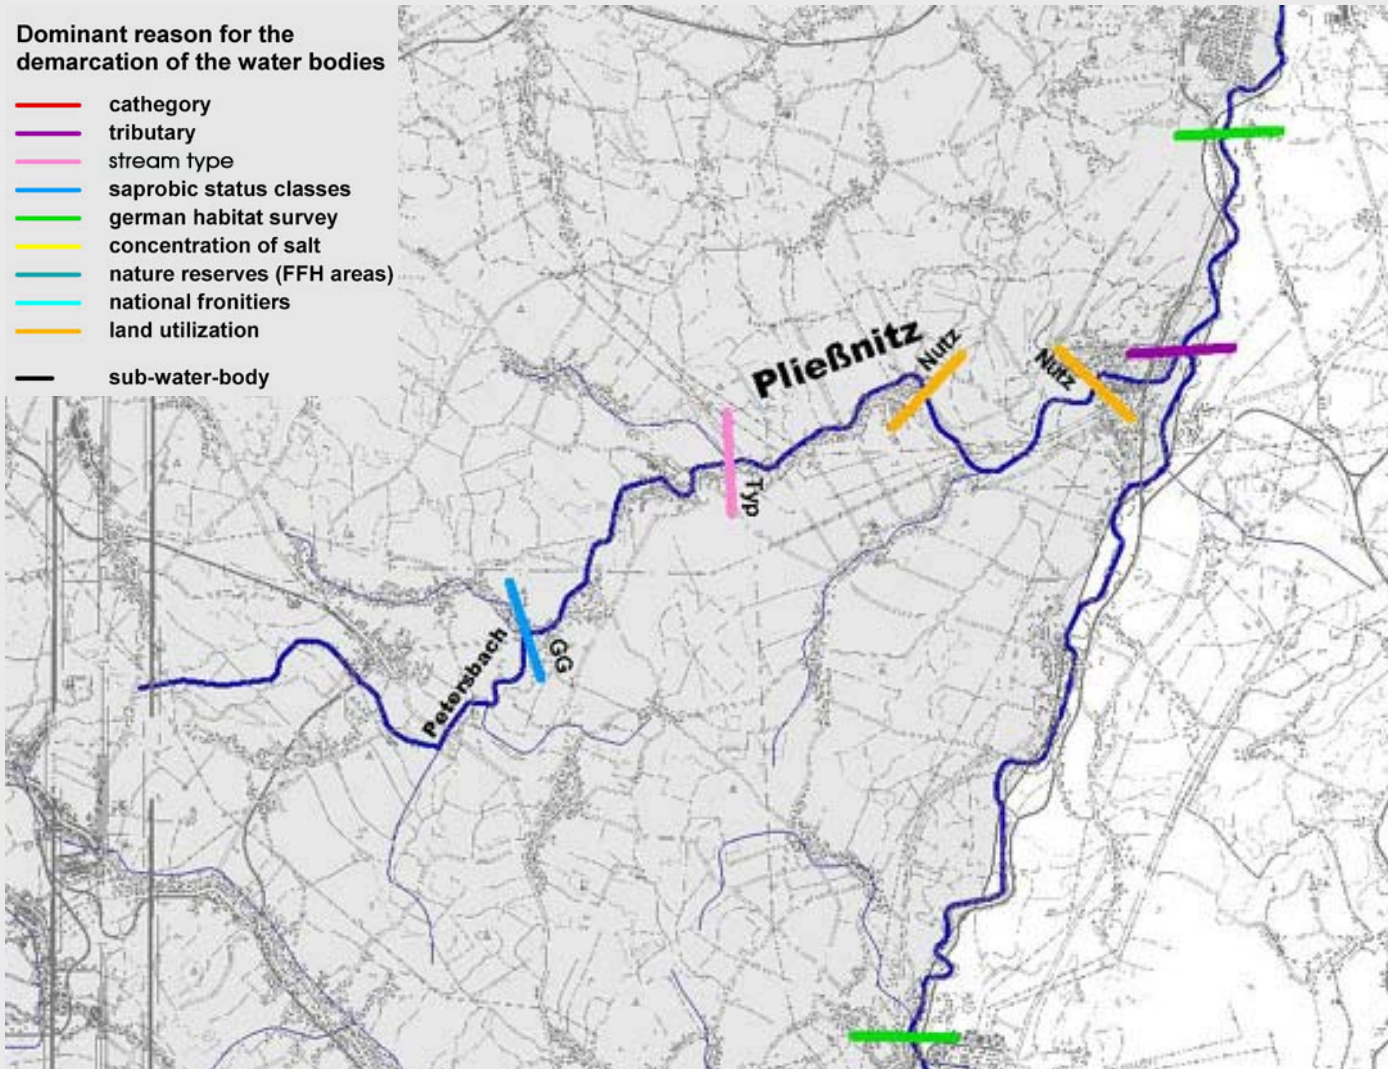 Dominant reason for the
demarcation of the water bodies
cathegory
tributary
stream type
saprobic status classes
german habitat survey
concentration of salt
nature reserves (FFH areas)
national fronitiers
land utilization
sub-water-body
Pließnitz
Nutz
Nutz
Typ
GG
Petersbach